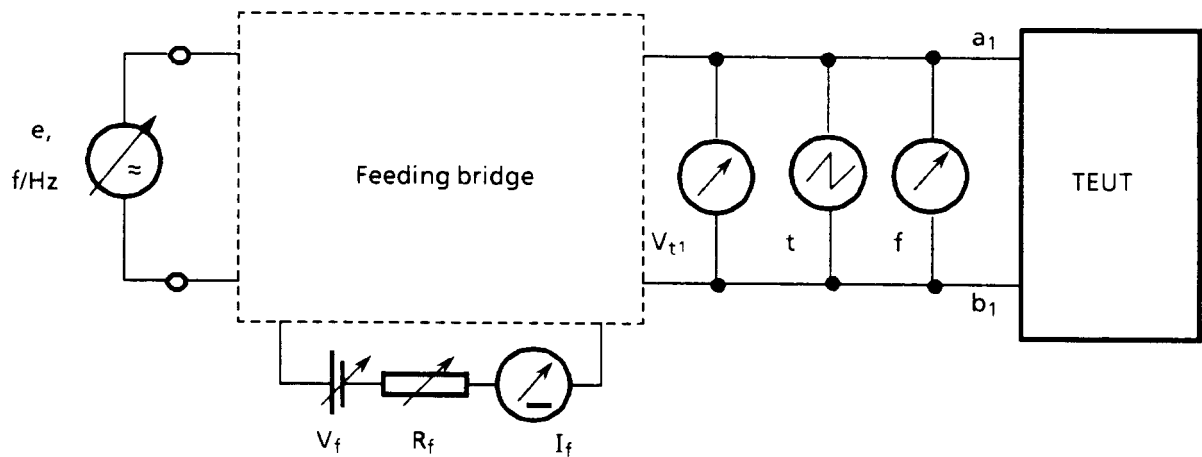 a1
e,
f/Hz
≈
Feeding bridge
TEUT
Vt1
t
f
b1
Vf
Rf
If